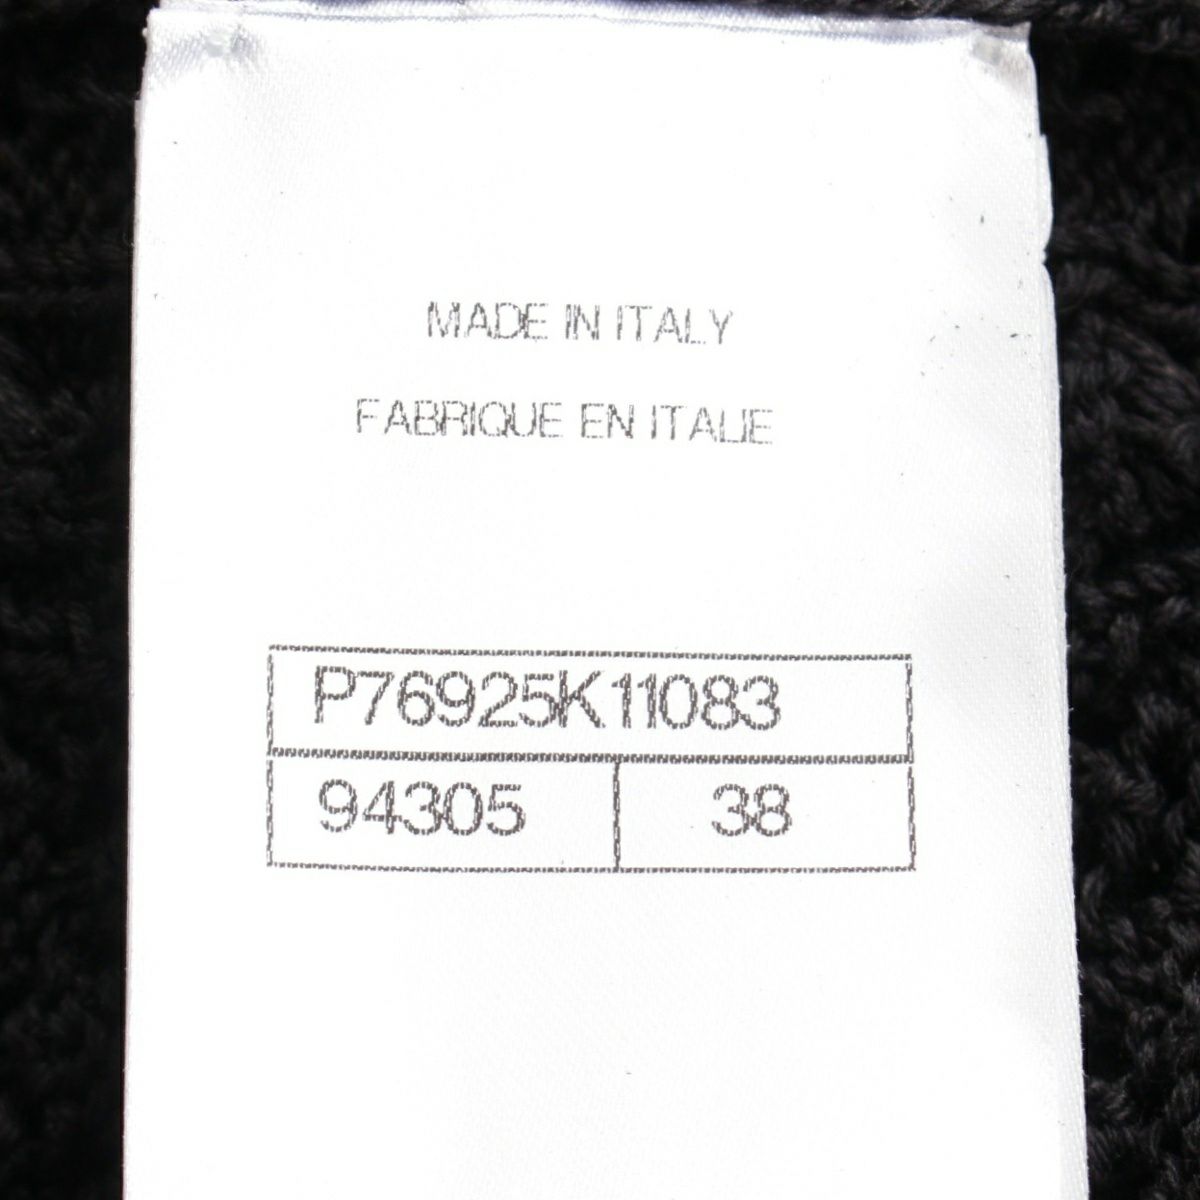 MADE IN ITALY
FABRIQUE EN ITALIE
P76925K11083
94305 38